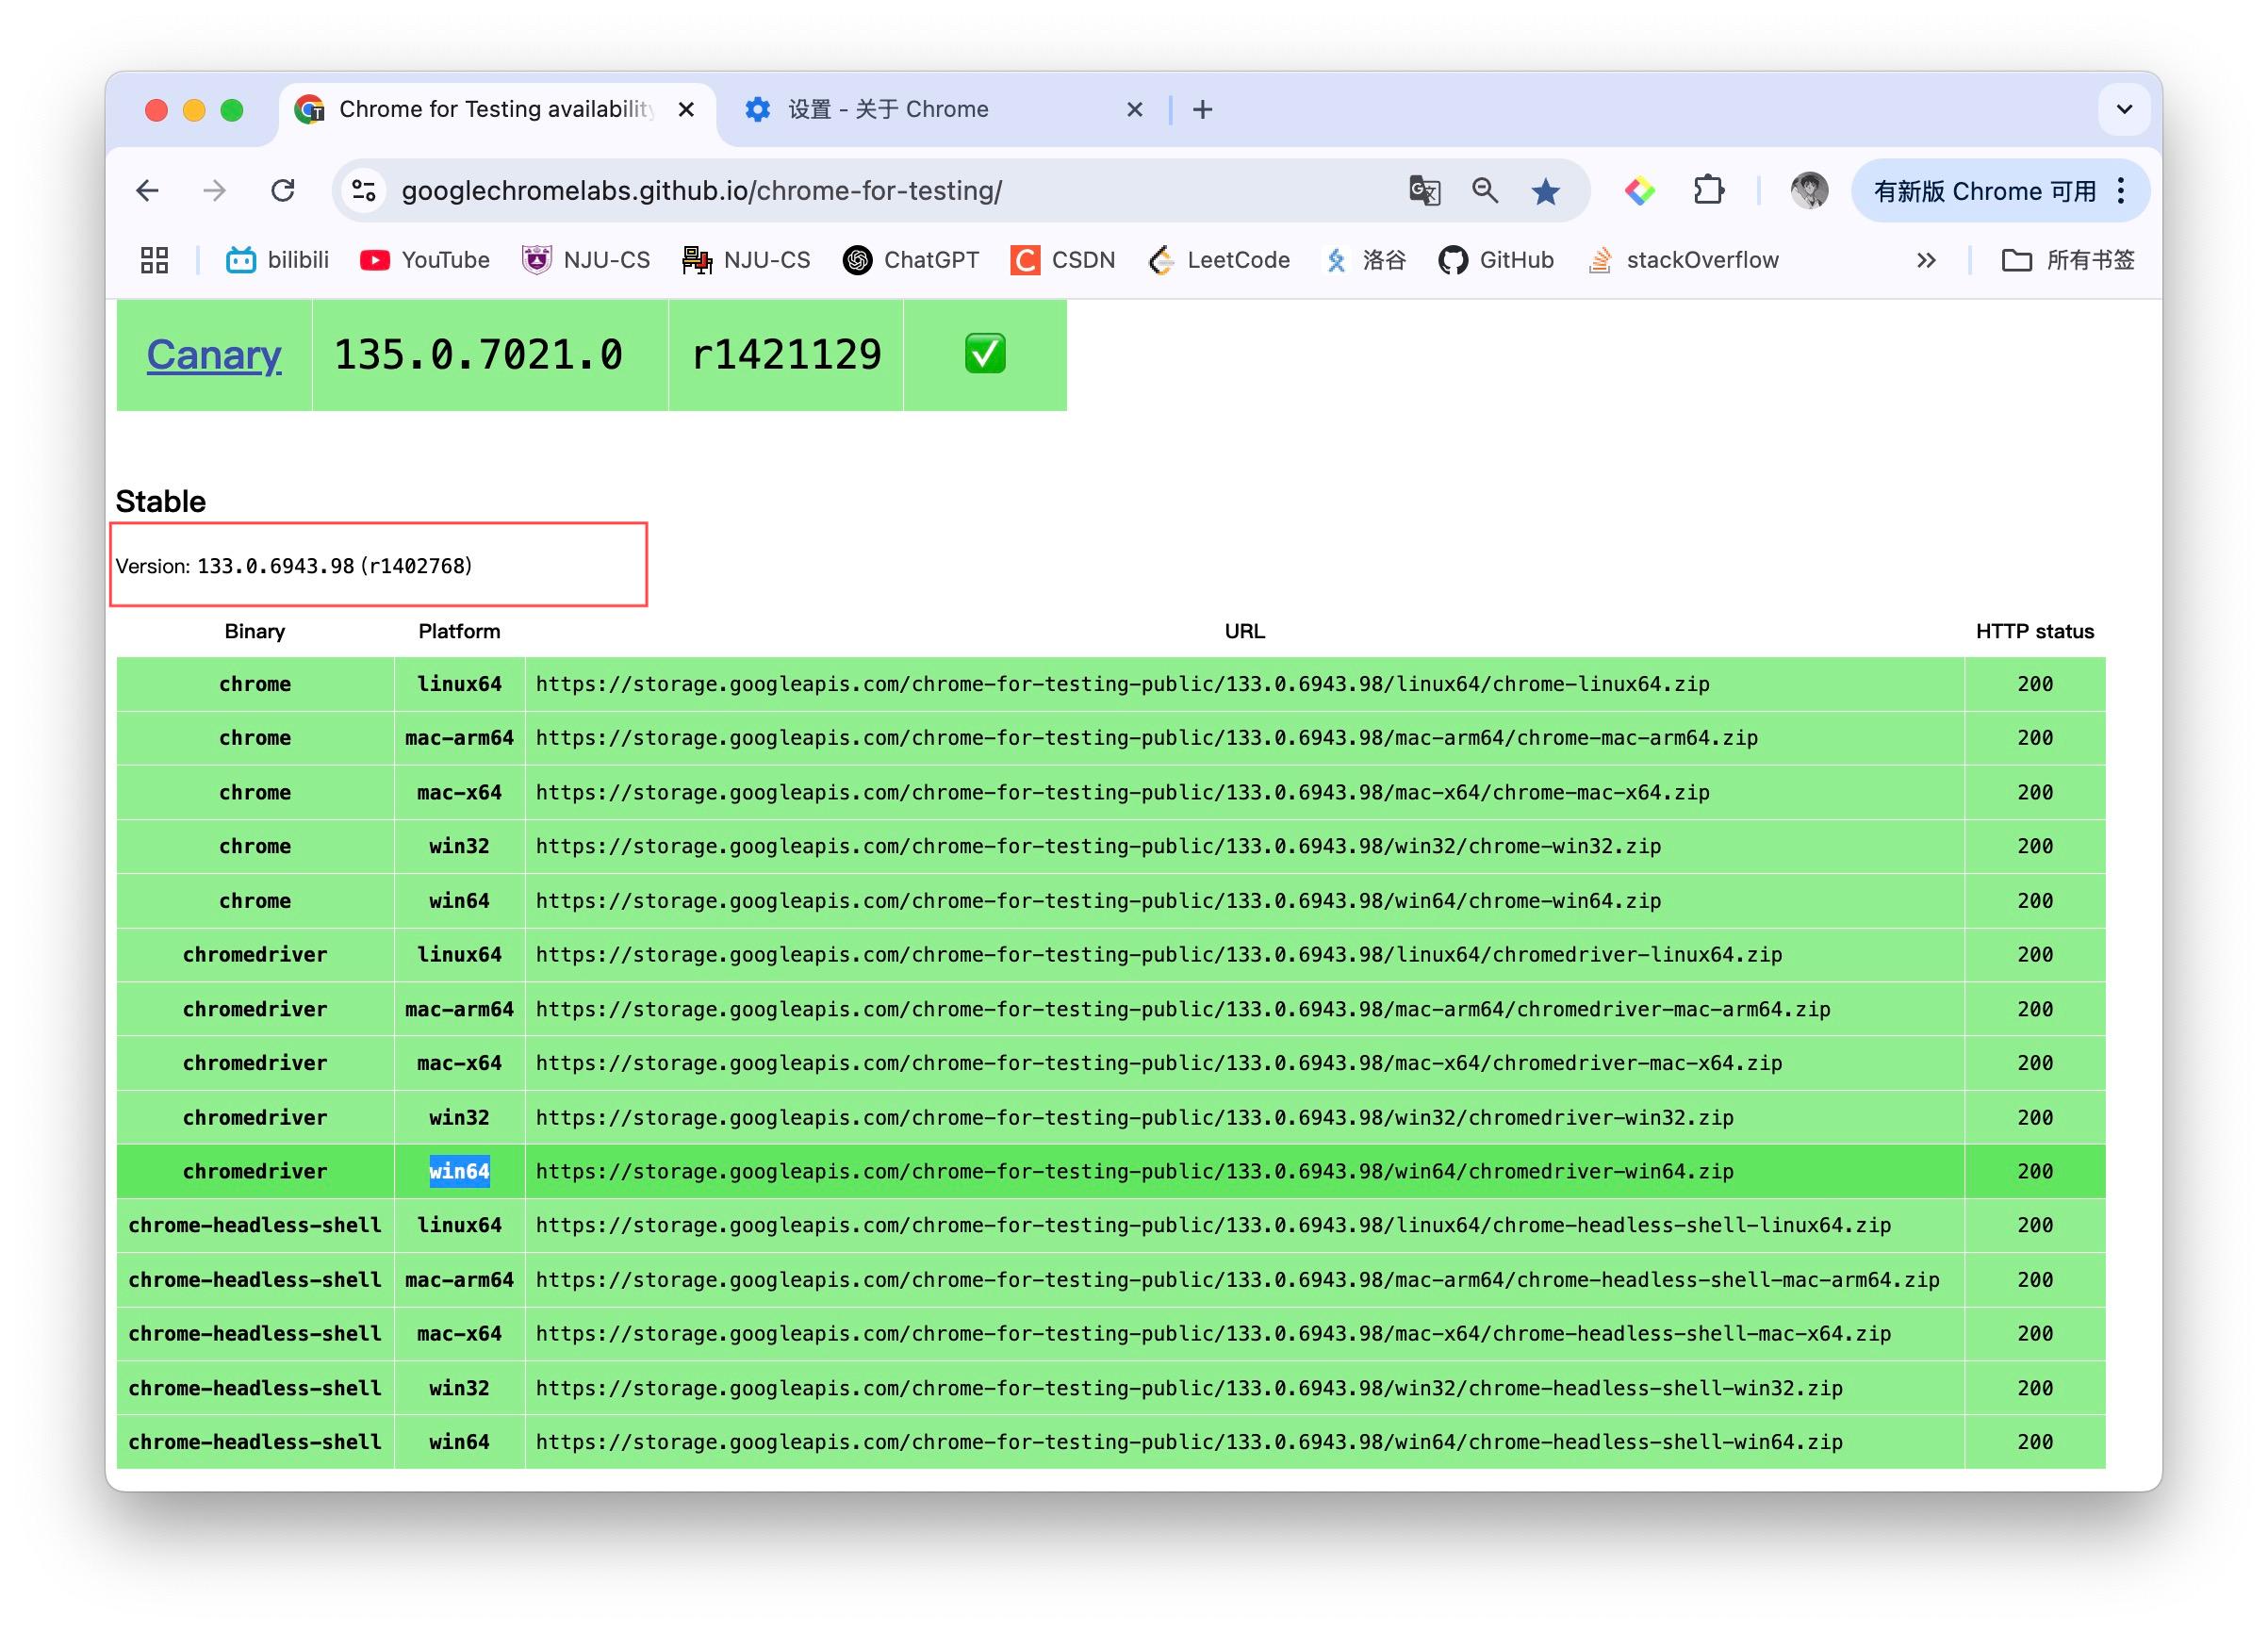 Chrome for Testing availability
设置 - 关于 Chrome
googlechromelabs.github.io/chrome-for-testing/
有新版 Chrome 可用
bilibili YouTube NJU-CS NJU-CS ChatGPT CSDN LeetCode 洛谷 GitHub stackOverflow » 所有书签
Canary 135.0.7021.0 r1421129 ✅
Stable
Version: 133.0.6943.98 (r1402768)
Binary Platform URL HTTP status
chrome linux64 https://storage.googleapis.com/chrome-for-testing-public/133.0.6943.98/linux64/chrome-linux64.zip 200
chrome mac-arm64 https://storage.googleapis.com/chrome-for-testing-public/133.0.6943.98/mac-arm64/chrome-mac-arm64.zip 200
chrome mac-x64 https://storage.googleapis.com/chrome-for-testing-public/133.0.6943.98/mac-x64/chrome-mac-x64.zip 200
chrome win32 https://storage.googleapis.com/chrome-for-testing-public/133.0.6943.98/win32/chrome-win32.zip 200
chrome win64 https://storage.googleapis.com/chrome-for-testing-public/133.0.6943.98/win64/chrome-win64.zip 200
chromedriver linux64 https://storage.googleapis.com/chrome-for-testing-public/133.0.6943.98/linux64/chromedriver-linux64.zip 200
chromedriver mac-arm64 https://storage.googleapis.com/chrome-for-testing-public/133.0.6943.98/mac-arm64/chromedriver-mac-arm64.zip 200
chromedriver mac-x64 https://storage.googleapis.com/chrome-for-testing-public/133.0.6943.98/mac-x64/chromedriver-mac-x64.zip 200
chromedriver win32 https://storage.googleapis.com/chrome-for-testing-public/133.0.6943.98/win32/chromedriver-win32.zip 200
chromedriver win64 https://storage.googleapis.com/chrome-for-testing-public/133.0.6943.98/win64/chromedriver-win64.zip 200
chrome-headless-shell linux64 https://storage.googleapis.com/chrome-for-testing-public/133.0.6943.98/linux64/chrome-headless-shell-linux64.zip 200
chrome-headless-shell mac-arm64 https://storage.googleapis.com/chrome-for-testing-public/133.0.6943.98/mac-arm64/chrome-headless-shell-mac-arm64.zip 200
chrome-headless-shell mac-x64 https://storage.googleapis.com/chrome-for-testing-public/133.0.6943.98/mac-x64/chrome-headless-shell-mac-x64.zip 200
chrome-headless-shell win32 https://storage.googleapis.com/chrome-for-testing-public/133.0.6943.98/win32/chrome-headless-shell-win32.zip 200
chrome-headless-shell win64 https://storage.googleapis.com/chrome-for-testing-public/133.0.6943.98/win64/chrome-headless-shell-win64.zip 200